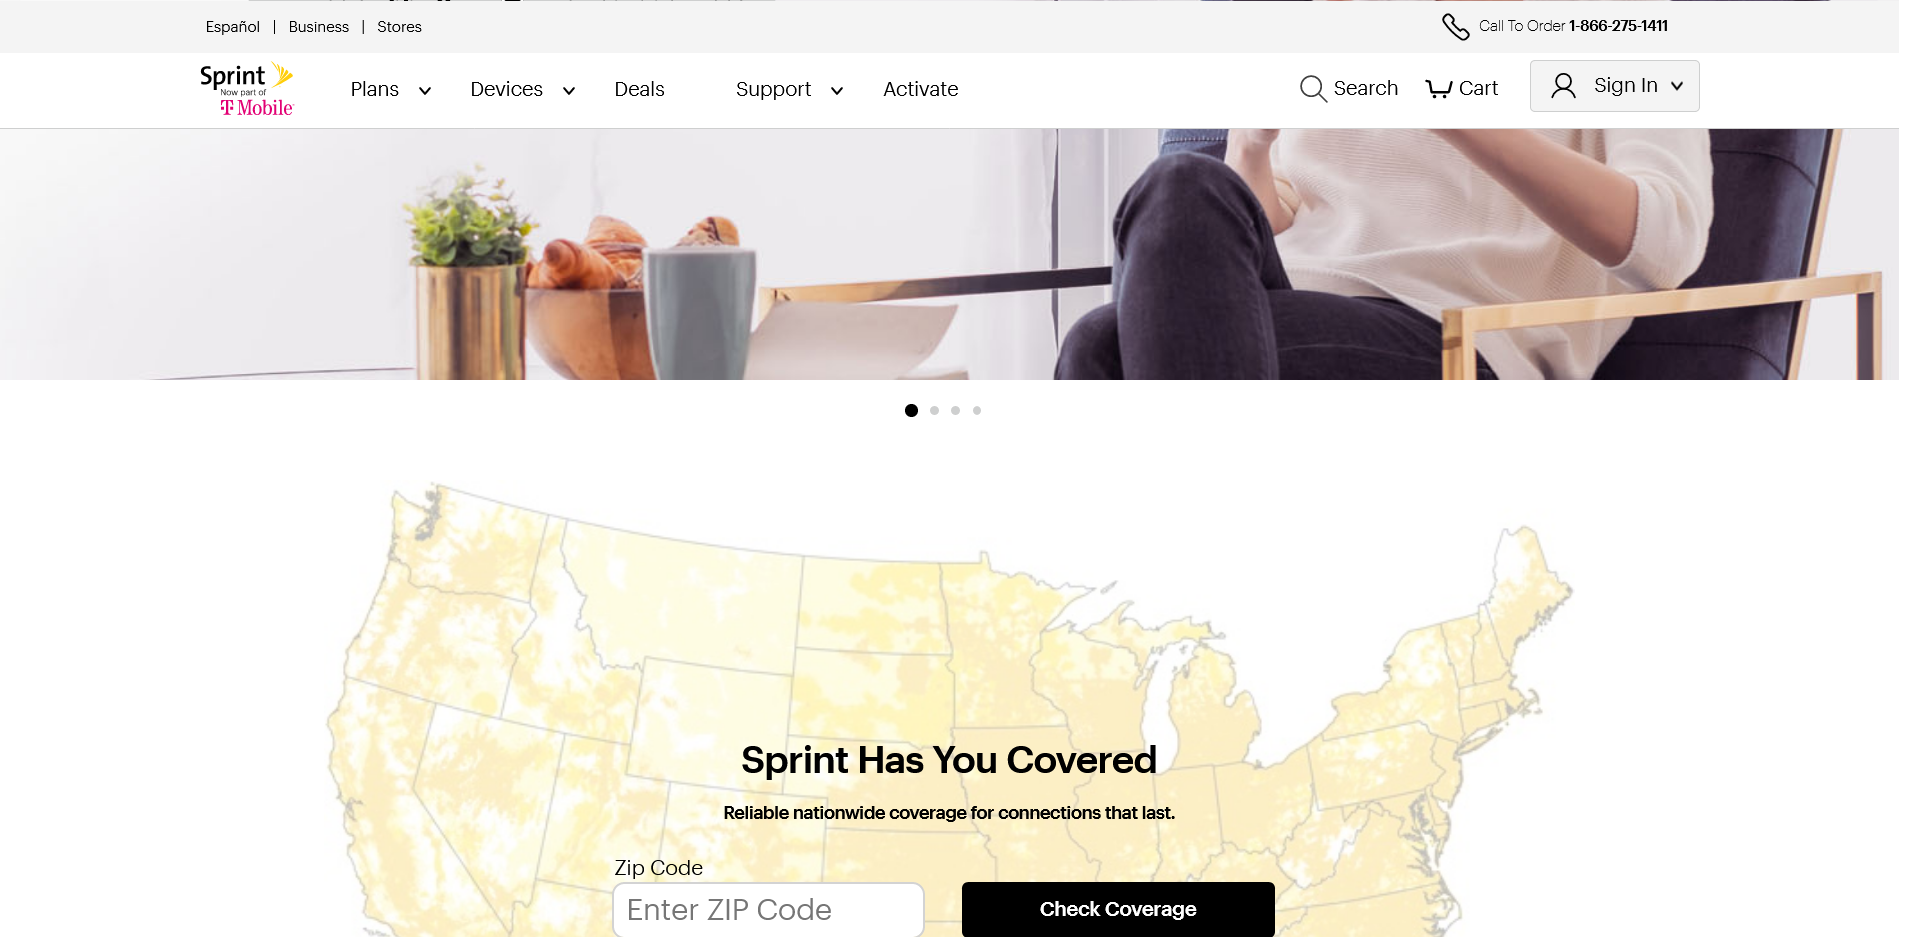 Español | Business | Stores
Call To Order 1-866-275-1411
Sprint
Now part of
T Mobile
Plans
Devices
Deals
Support
Activate
Search
Cart
Sign In
Sprint Has You Covered
Reliable nationwide coverage for connections that last.
Zip Code
Enter ZIP Code
Check Coverage